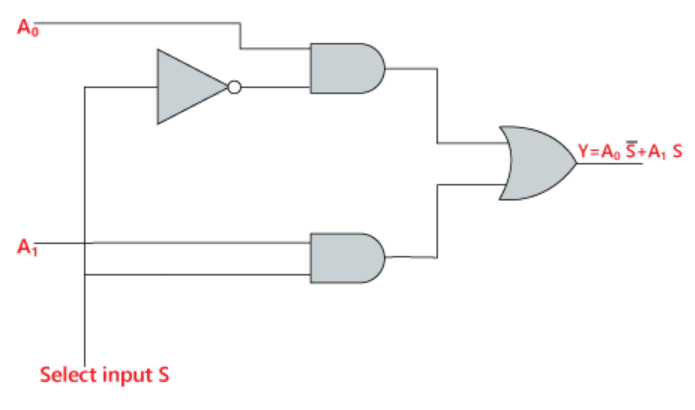 A₀
Y=A₀ S̅+A₁ S
A₁
Select input S